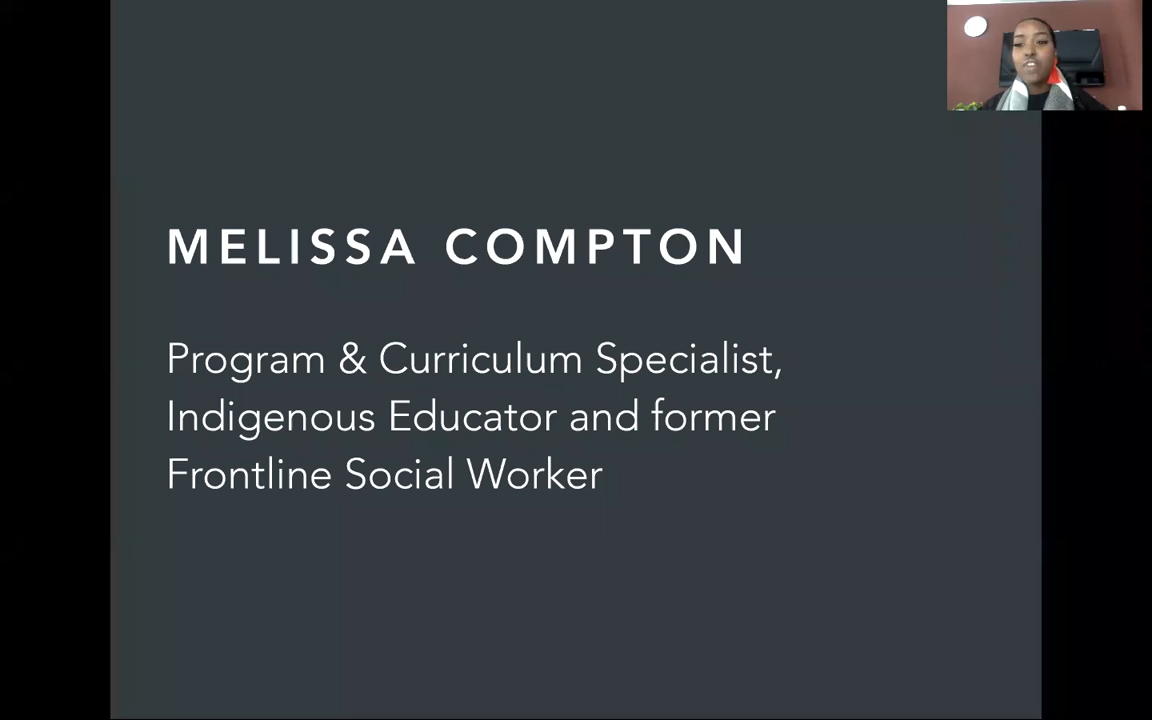 MELISSA COMPTON
Program & Curriculum Specialist,
Indigenous Educator and former
Frontline Social Worker